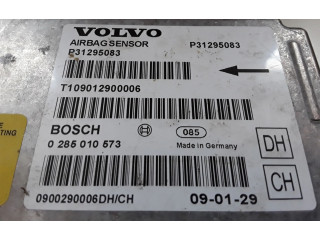 VOLVO
AIRBAG SENSOR P31295083
P31295083
T109012900006
BOSCH 085
0 285 010 573 Made in Germany
DH
CH
0900290006DH/CH 09-01-29